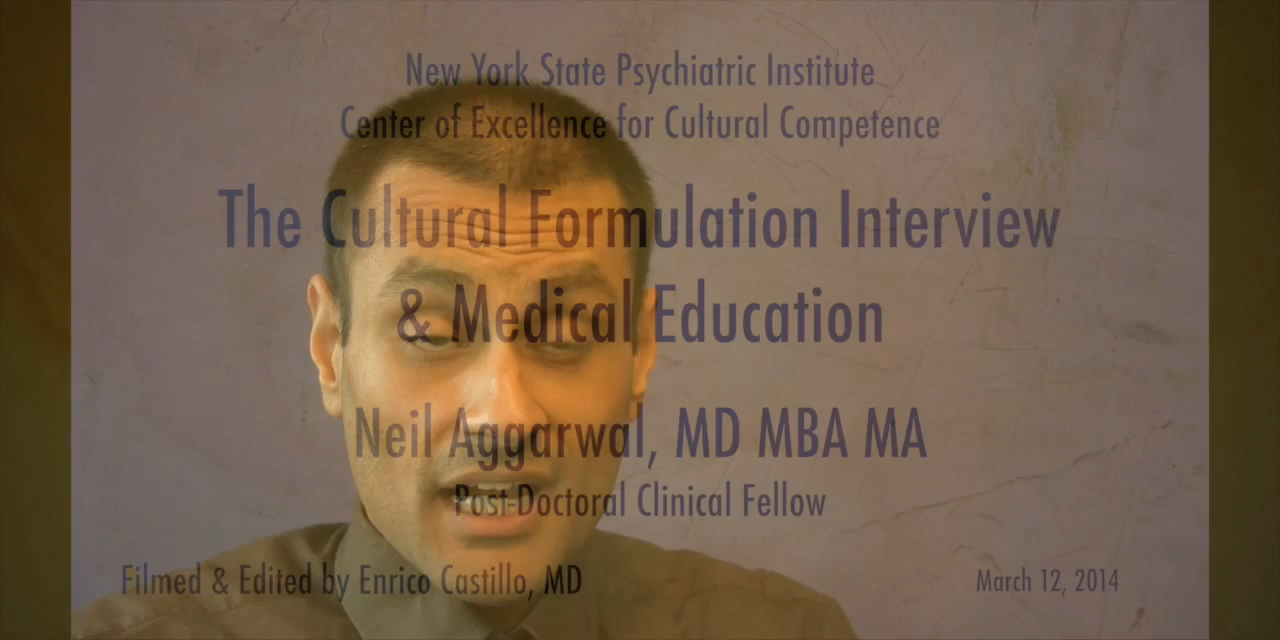 New York State Psychiatric Institute
Center of Excellence for Cultural Competence
The Cultural Formulation Interview
& Medical Education
Neil Aggarwal, MD MBA MA
Post-Doctoral Clinical Fellow
Filmed & Edited by Enrico Castillo, MD
March 12, 2014